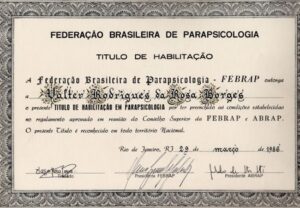 FEDERAÇÃO BRASILEIRA DE PARAPSICOLOGIA
TITULO DE HABILITAÇÃO
A Federação Brasileira de Parapsicologia - FEBRAP outorga
a Valter Rodrigues da Rosa Borges
o presente TITULO DE HABILITAÇÃO EM PARAPSICOLOGIA por ter preenchido as condições estabelecidas
no regulamento aprovado em reunião do Conselho Superior da FEBRAP e ABRAP.
O presente Título é reconhecido em todo território Nacional.
Rio de Janeiro, RJ 29 de março de 1986
Presidente FEBRAP
Presidente ABRAP